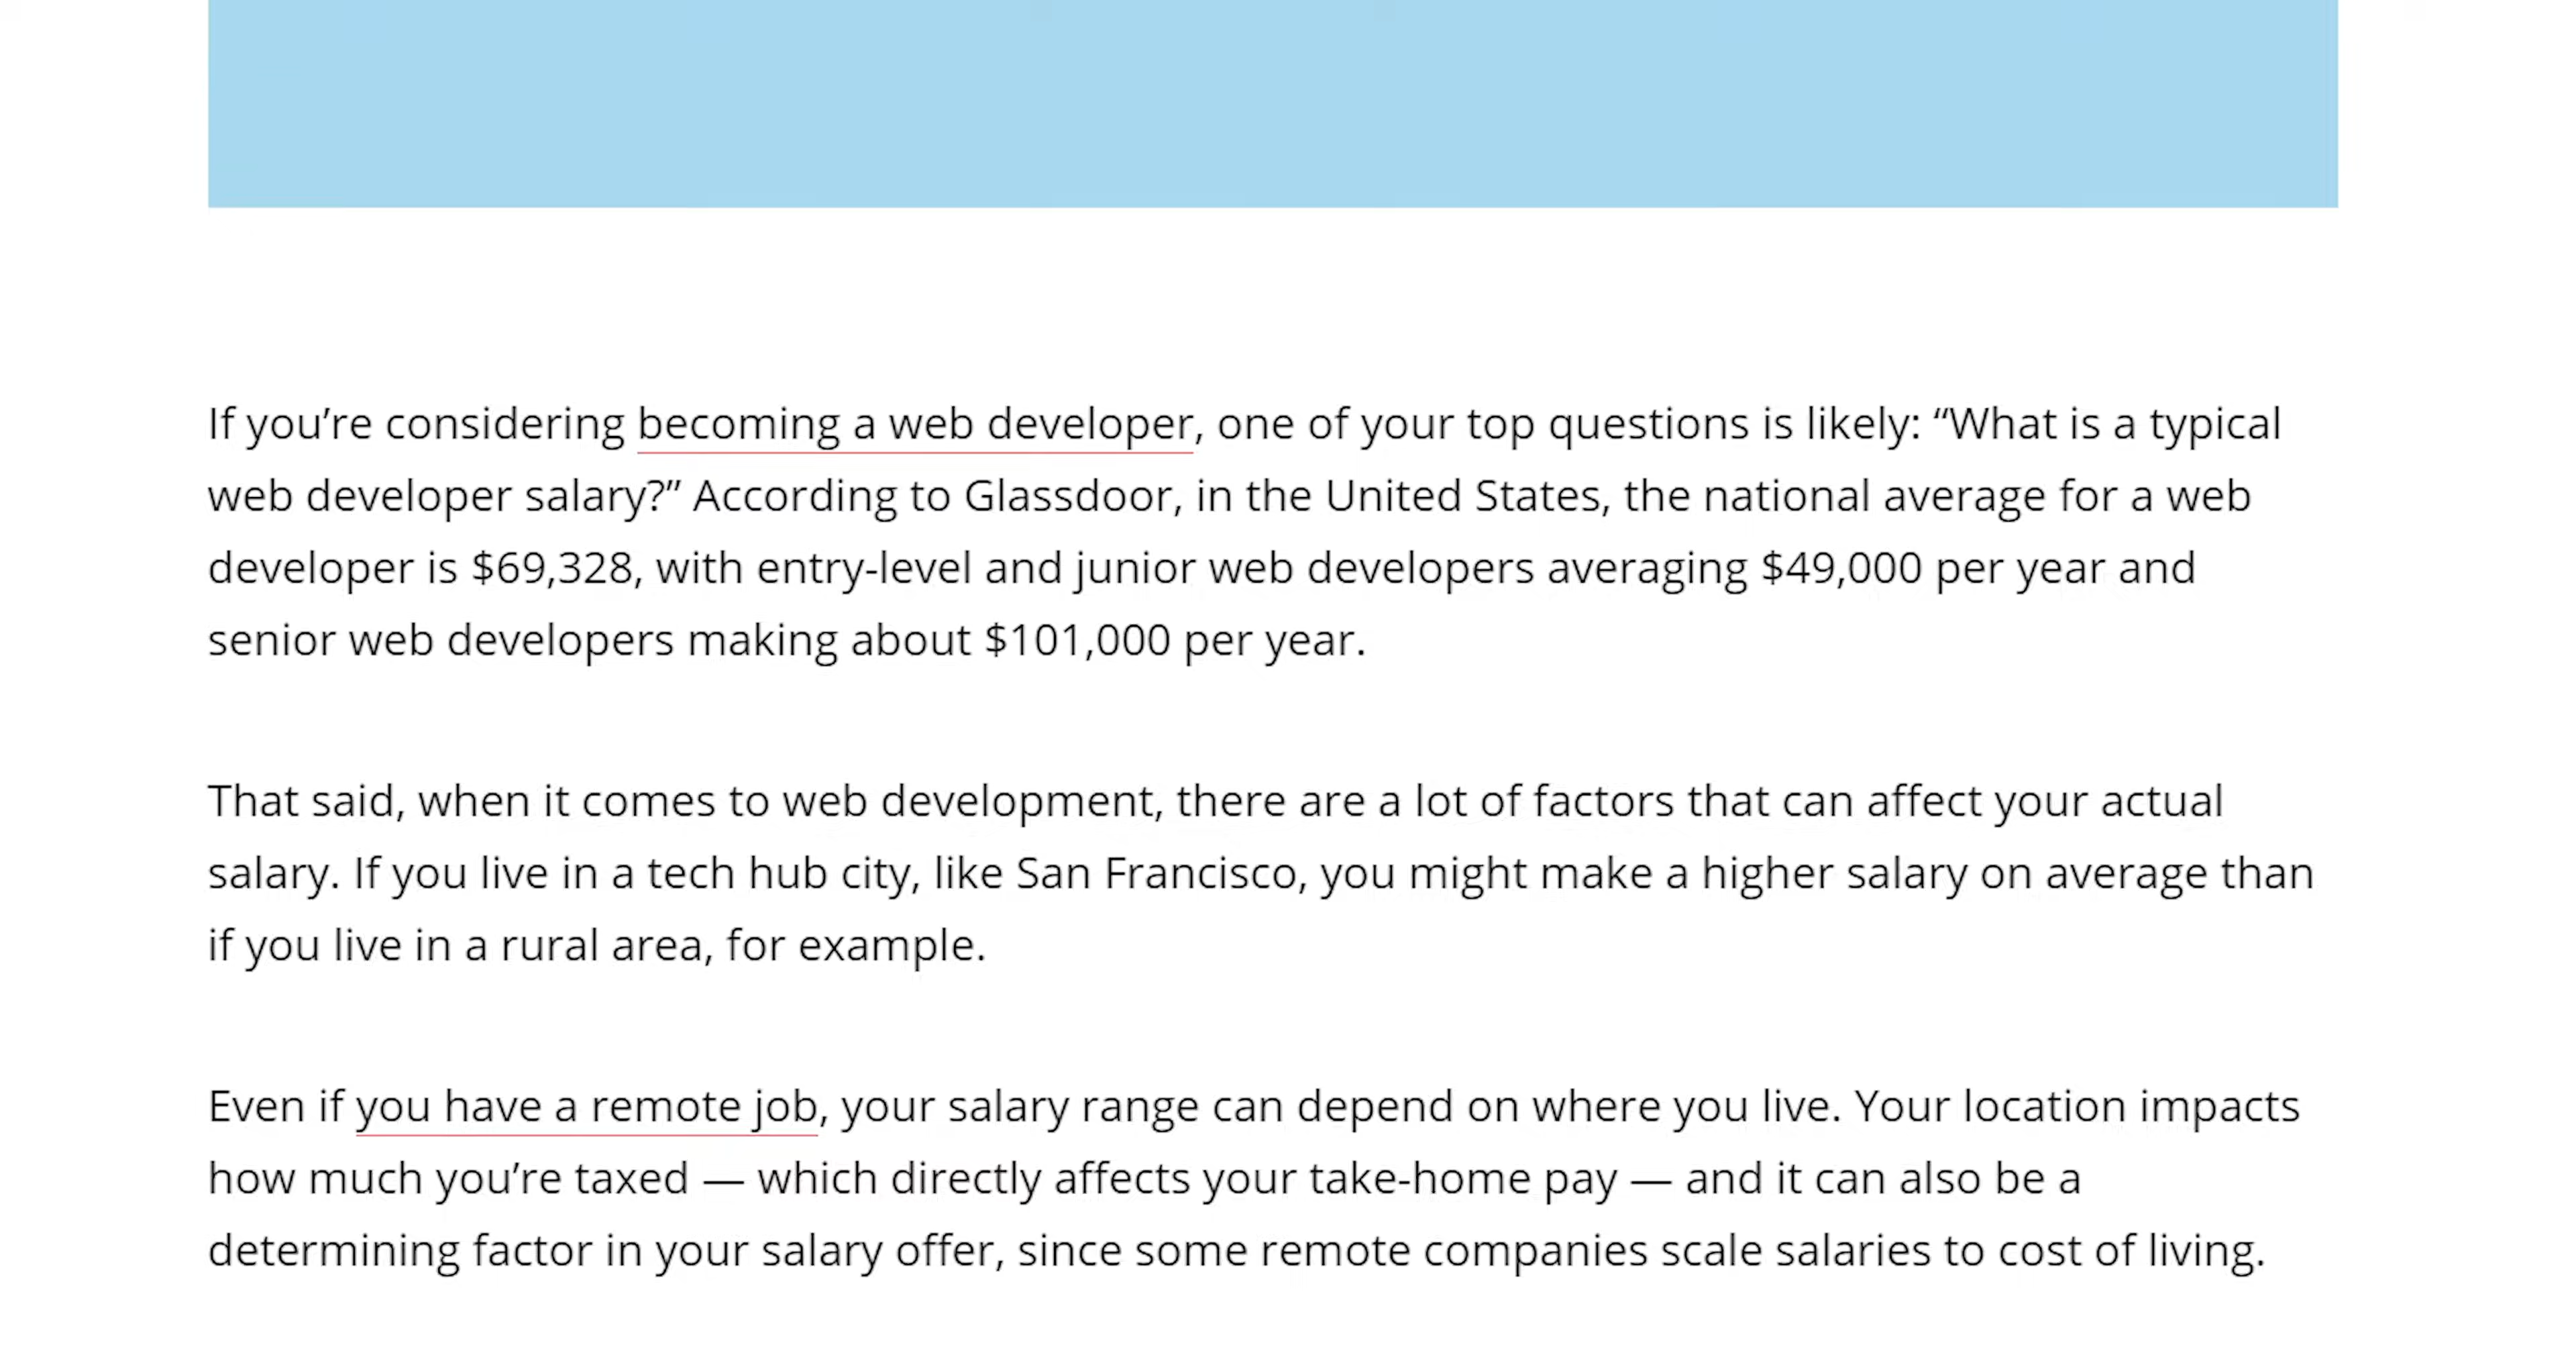 If you’re considering becoming a web developer, one of your top questions is likely: “What is a typical
web developer salary?” According to Glassdoor, in the United States, the national average for a web
developer is $69,328, with entry-level and junior web developers averaging $49,000 per year and
senior web developers making about $101,000 per year.
That said, when it comes to web development, there are a lot of factors that can affect your actual
salary. If you live in a tech hub city, like San Francisco, you might make a higher salary on average than
if you live in a rural area, for example.
Even if you have a remote job, your salary range can depend on where you live. Your location impacts
how much you’re taxed — which directly affects your take-home pay — and it can also be a
determining factor in your salary offer, since some remote companies scale salaries to cost of living.